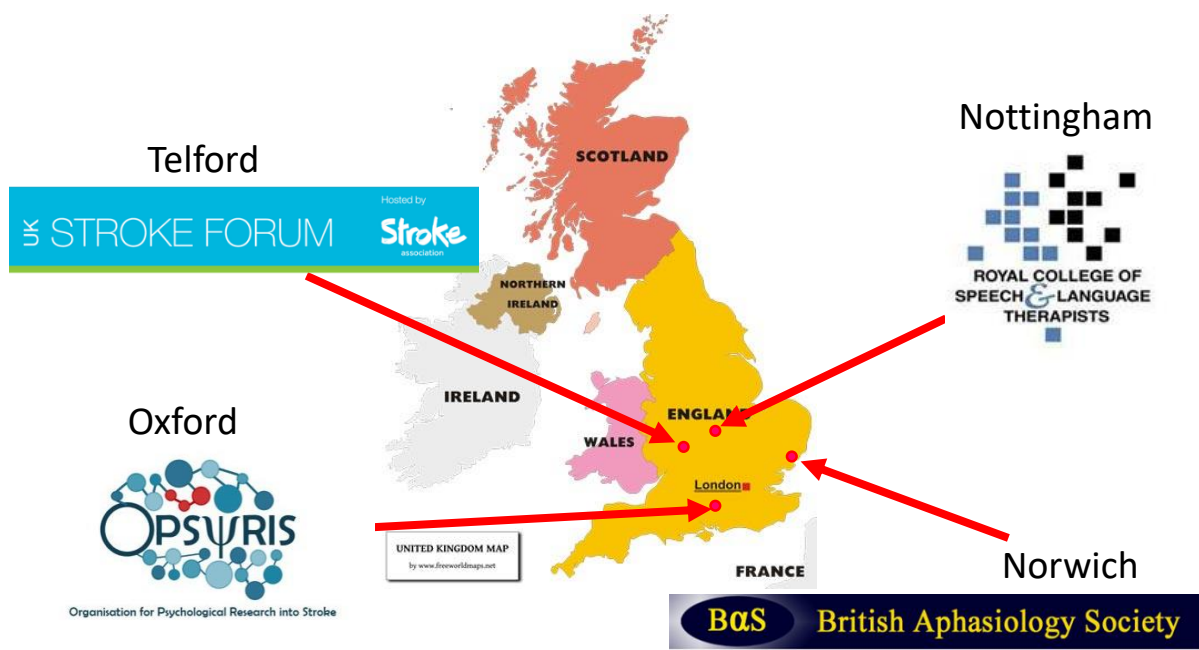 Telford
UK STROKE FORUM
Hosted by
Stroke
association
Nottingham
ROYAL COLLEGE OF
SPEECH & LANGUAGE
THERAPISTS
SCOTLAND
NORTHERN
IRELAND
IRELAND
ENGLAND
WALES
London
FRANCE
UNITED KINGDOM MAP
by www.freeworldmaps.net
Oxford
OPSYRIS
Organisation for Psychological Research into Stroke
Norwich
BαS British Aphasiology Society